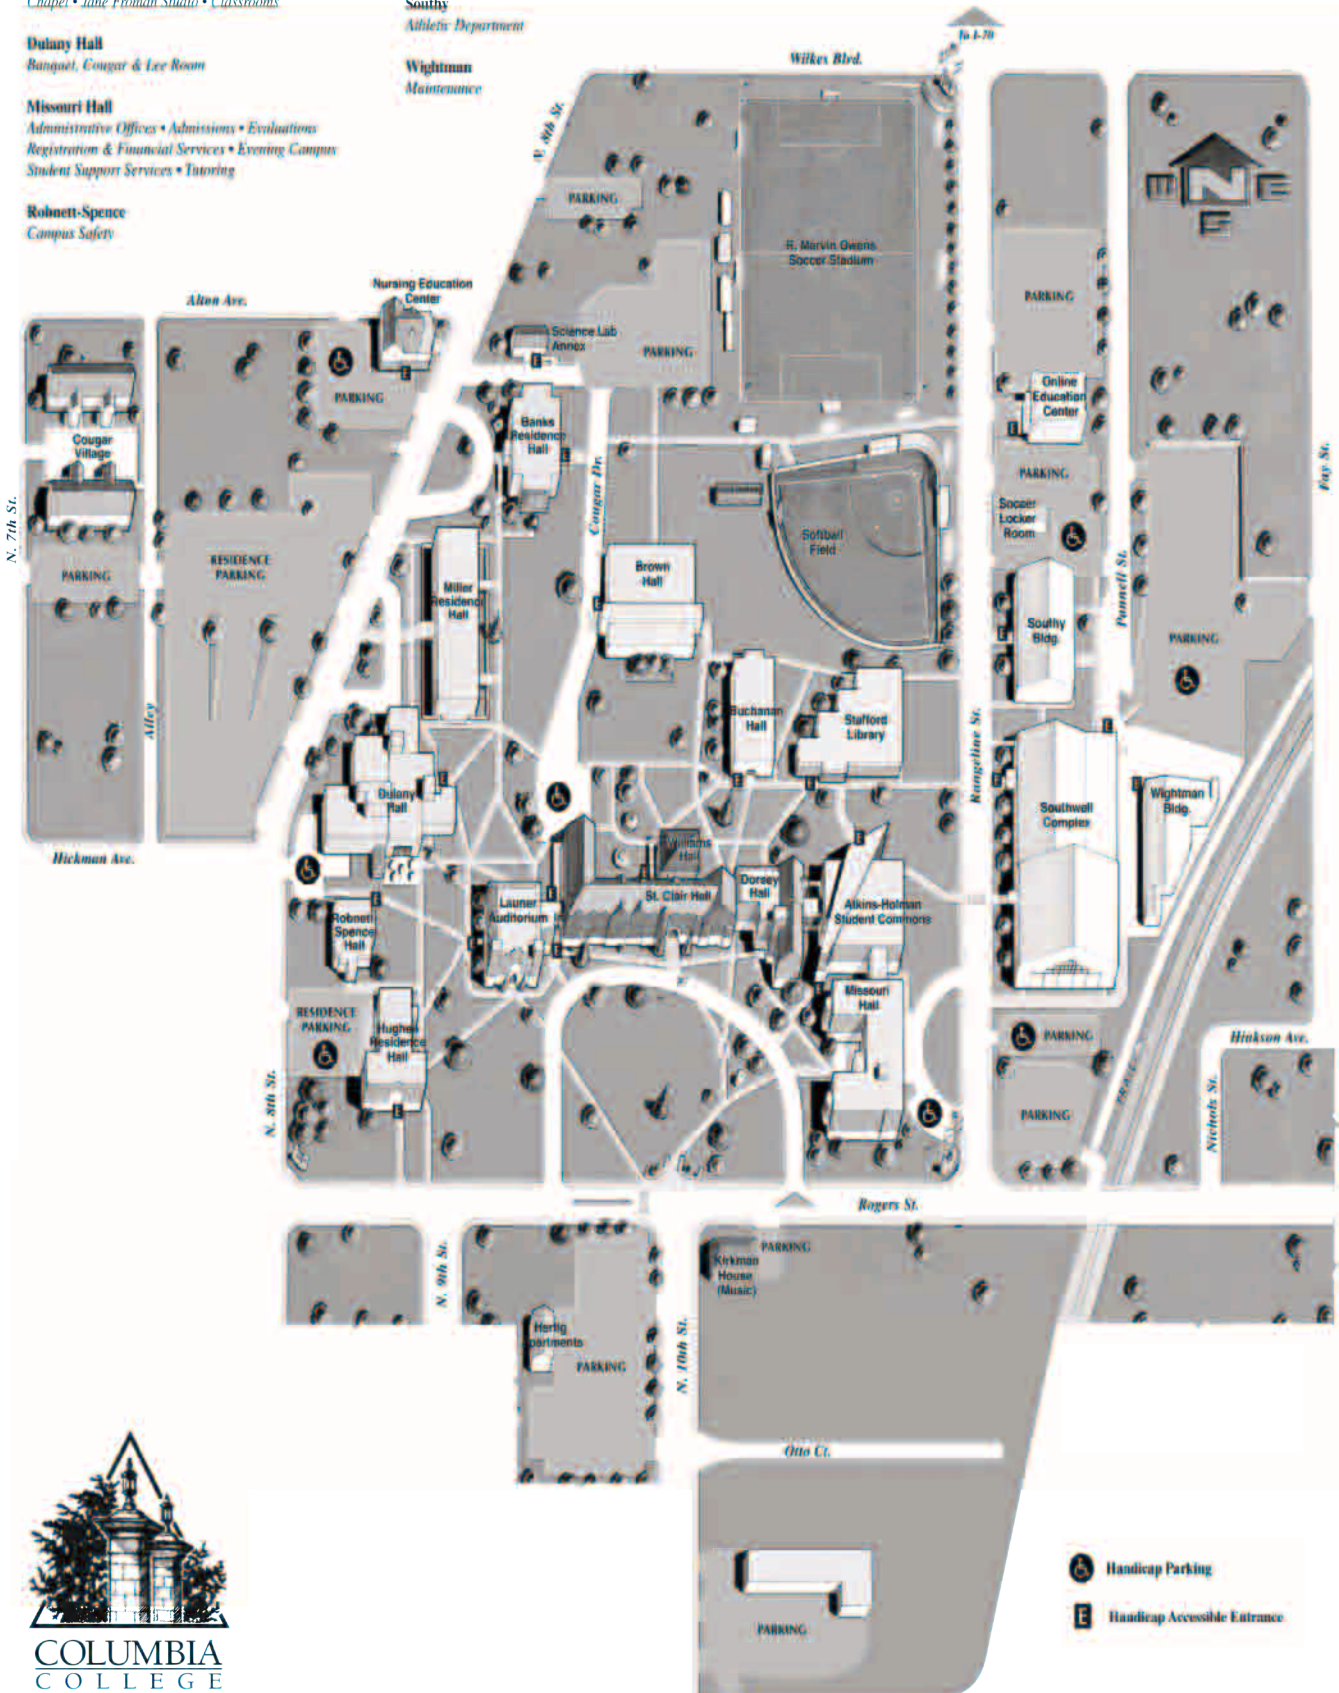 Chapel • Jane Froman Studio • Classrooms
Dulany Hall
Banquet, Cougar & Lee Room
Missouri Hall
Administrative Offices • Admissions • Evaluations
Registration & Financial Services • Evening Campus
Student Support Services • Tutoring
Robnett-Spence
Campus Safety
Southy
Athletic Department
Wightman
Maintenance
To I-70
Wilkes Blvd.
N. 8th St.
PARKING
R. Marvin Owens
Soccer Stadium
N
E
S
PARKING
Nursing Education
Center
Alton Ave.
Science Lab
Annex
E
PARKING
PARKING
E
Online
Education
Center
E
Cougar
Village
Banks
Residence
Hall
E
Cougar Dr.
PARKING
Fay St.
N. 7th St.
Soccer
Locker
Room
Softball
Field
RESIDENCE
PARKING
PARKING
Brown
Hall
E
Miller
Residence
Hall
Pannell St.
Southy
Bldg.
E
PARKING
Alley
Buchanan
Hall
E
Stafford
Library
E
Rangeline St.
E
E
Dulany
Hall
E
Southwell
Complex
Wightman
Bldg.
E
Hickman Ave.
Williams
Hall
E
St. Clair Hall
Dorsey
Hall
E
Atkins-Holman
Student Commons
Launer
Auditorium
E
E
E
E
Robnett
Spence
Hall
Missouri
Hall
E
RESIDENCE
PARKING
Hughes
Residence
Hall
E
PARKING
Hinkson Ave.
N. 8th St.
PARKING
Nichols St.
Rogers St.
N. 9th St.
Kirkman
House
(Music)
PARKING
Hertig
partments
PARKING
N. 10th St.
Otto Ct.
PARKING
Handicap Parking
E
Handicap Accessible Entrance
COLUMBIA
COLLEGE